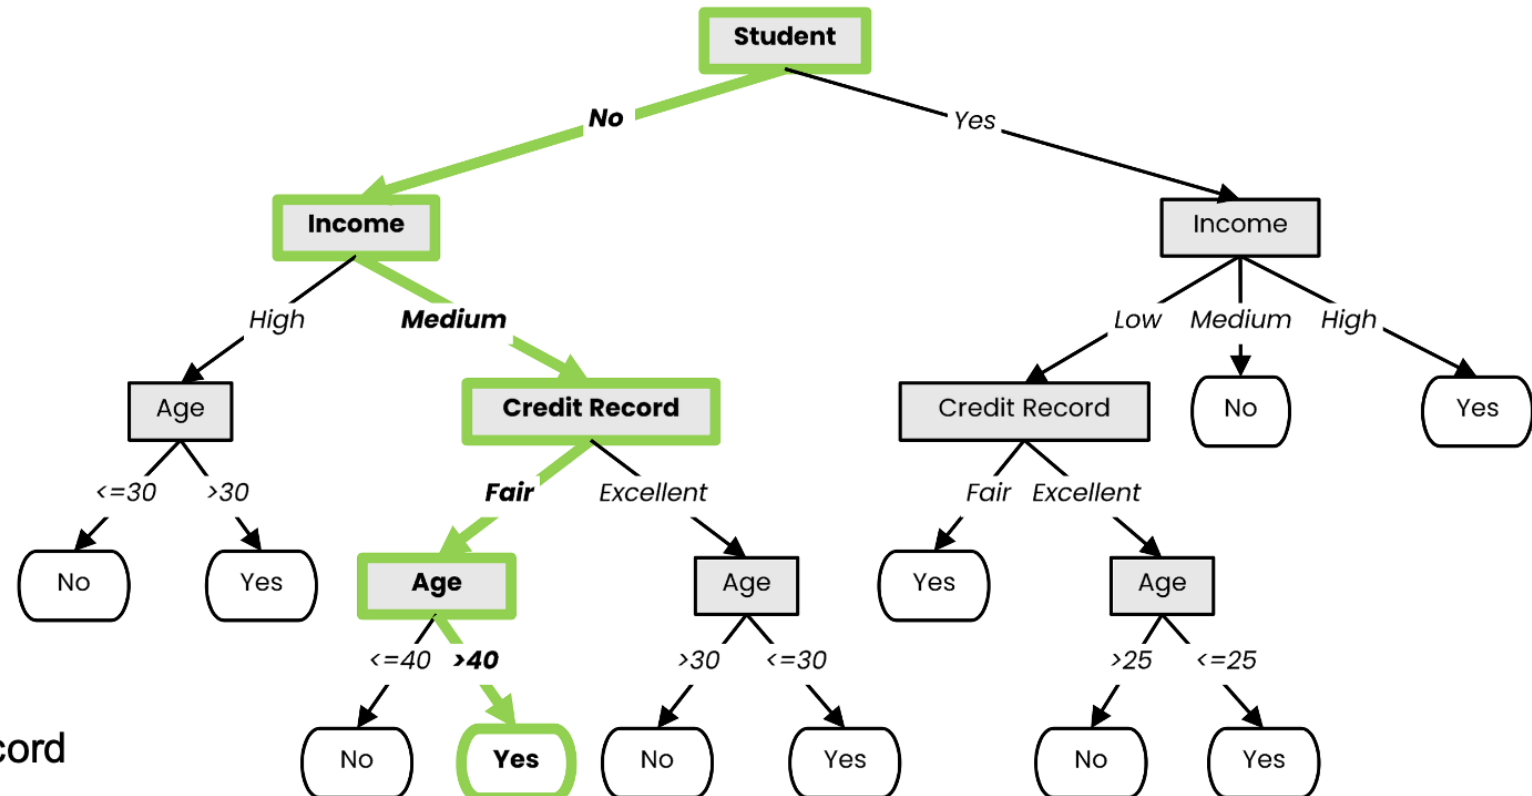 Student
No
Yes
Income
Income
High
Medium
Low
Medium
High
Age
Credit Record
Credit Record
No
Yes
<=30
>30
Fair
Excellent
Fair
Excellent
No
Yes
Age
Age
Yes
Age
<=40
>40
>30
<=30
>25
<=25
No
Yes
No
Yes
No
Yes